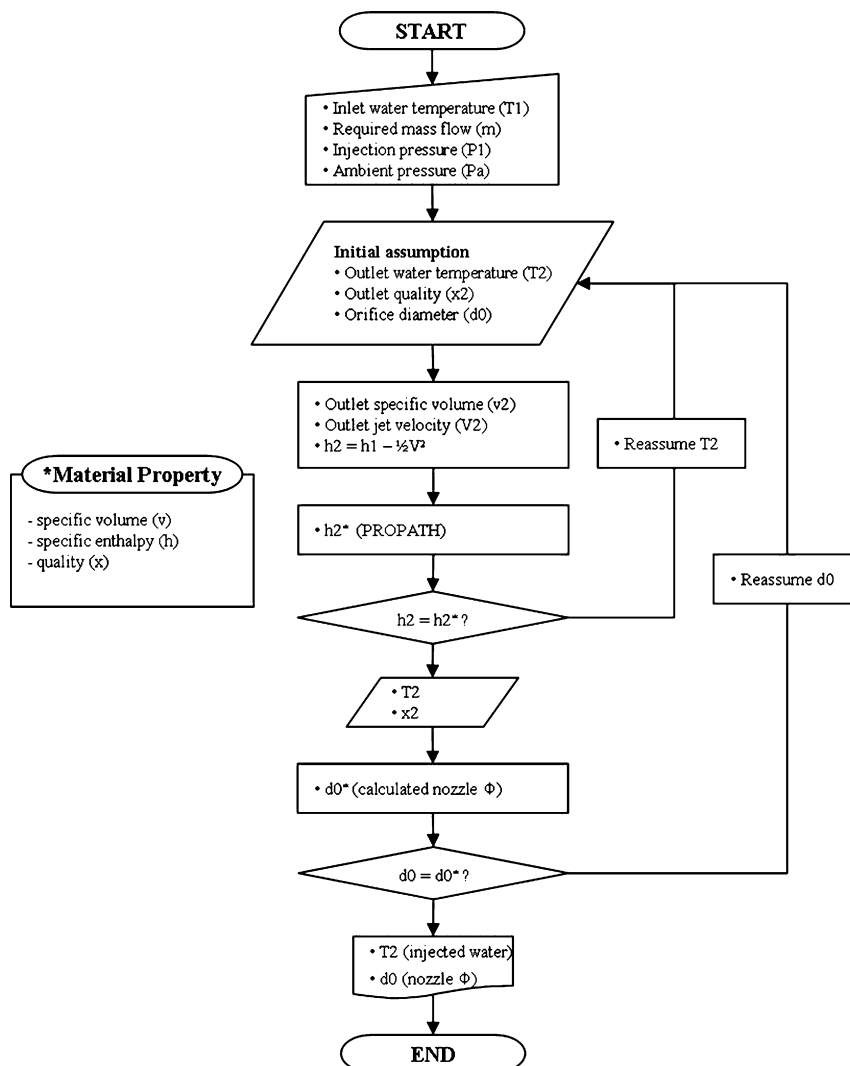 START
• Inlet water temperature (T1)
• Required mass flow (m)
• Injection pressure (P1)
• Ambient pressure (Pa)
Initial assumption
• Outlet water temperature (T2)
• Outlet quality (x2)
• Orifice diameter (d0)
• Outlet specific volume (v2)
• Outlet jet velocity (V2)
• h2 = h1 – ½V²
• Reassume T2
*Material Property
- specific volume (v)
- specific enthalpy (h)
- quality (x)
• h2* (PROPATH)
• Reassume d0
h2 = h2* ?
• T2
• x2
• d0* (calculated nozzle Φ)
d0 = d0* ?
• T2 (injected water)
• d0 (nozzle Φ)
END